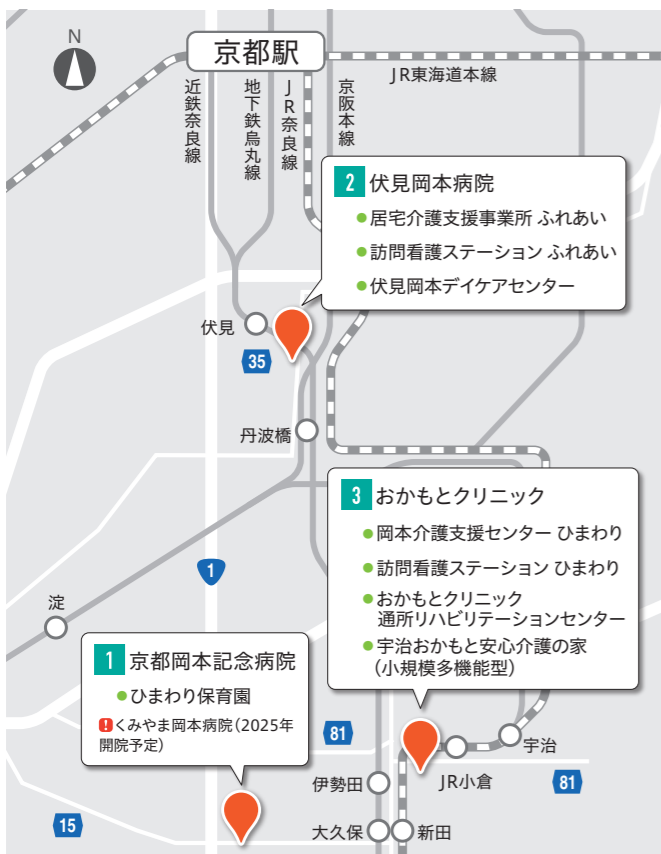 N
京都駅
JR東海道本線
近鉄奈良線
地下鉄烏丸線
JR奈良線
京阪本線
2 伏見岡本病院
●居宅介護支援事業所 ふれあい
●訪問看護ステーション ふれあい
●伏見岡本デイケアセンター
伏見
35
丹波橋
3 おかもとクリニック
●岡本介護支援センター ひまわり
●訪問看護ステーション ひまわり
●おかもとクリニック
通所リハビリテーションセンター
●宇治おかもと安心介護の家
(小規模多機能型)
1
淀
1 京都岡本記念病院
●ひまわり保育園
!くみやま岡本病院(2025年
開院予定)
81
宇治
JR小倉
伊勢田
81
15
大久保
新田